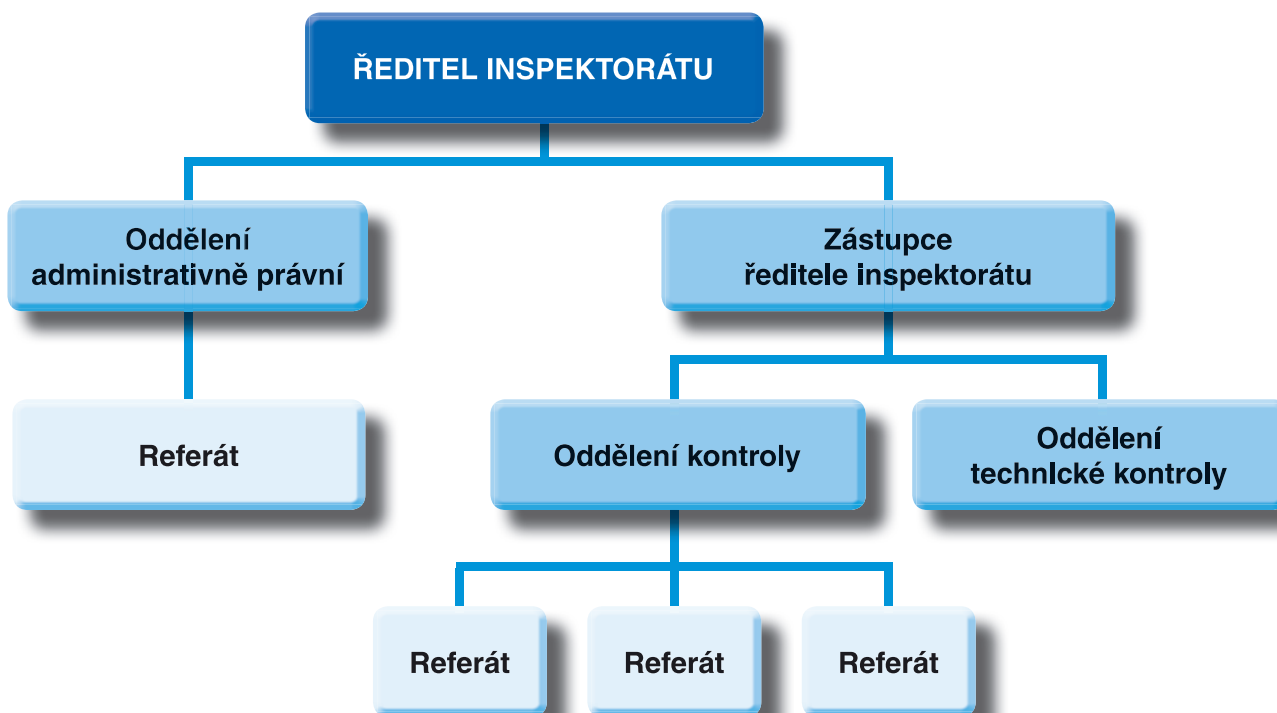 ŘEDITEL INSPEKTORÁTU
Oddělení
administrativně právní
Zástupce
ředitele inspektorátu
Referát
Oddělení kontroly
Oddělení
technické kontroly
Referát
Referát
Referát